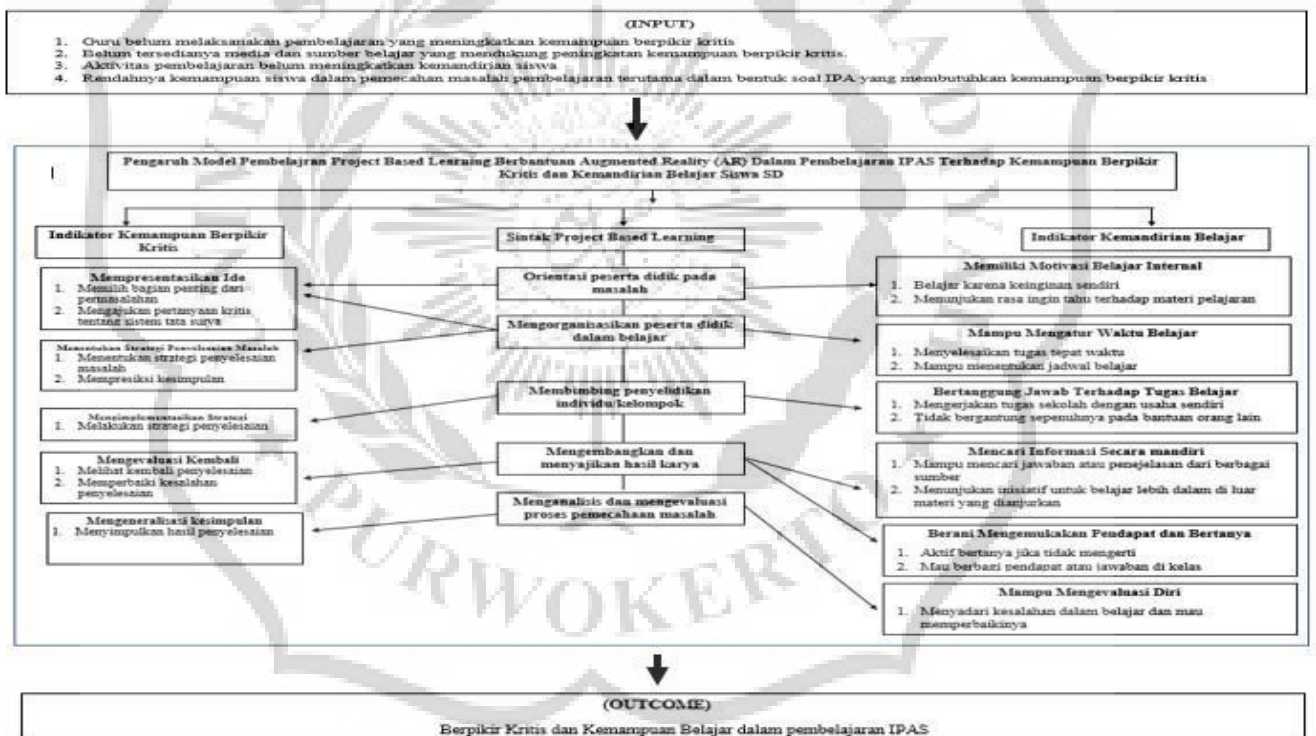 (INPUT)
1. Guru belum melaksanakan pembelajaran yang meningkatkan kemampuan berpikir kritis
2. Belum tersedianya media dan sumber belajar yang mendukung peningkatan kemampuan berpikir kritis.
3. Aktivitas pembelajaran belum meningkatkan kemandirian siswa
4. Rendahnya kemampuan siswa dalam pemecahan masalah pembelajaran terutama dalam bentuk soal IPA yang membutuhkan kemampuan berpikir kritis
Pengaruh Model Pembelajran Project Based Learning Berbantuan Augmented Reality (AR) Dalam Pembelajaran IPAS Terhadap Kemampuan Berpikir
Kritis dan Kemandirian Belajar Siswa SD
Indikator Kemampuan Berpikir
Kritis
Mempresentasikan Ide
1. Memilih bagian penting dari
permasalahan
2. Mengajukan pertanyaan kritis
tentang sistem tata surya
Menentukan Strategi Penyelesaian Masalah
1. Menentukan strategi penyelesaian
masalah
2. Mempresiksi kesimpulan
Mengimplementasikan Strategi
1. Melakukan strategi penyelesaian
Mengevaluasi Kembali
1. Melihat kembali penyelesaian
2. Memperbaiki kesalahan
penyelesaian
Mengeneralisasi kesimpulan
1. Menyimpulkan hasil penyelesaian
Sintak Project Based Learning
Orientasi peserta didik pada
masalah
Mengorganisasikan peserta didik
dalam belajar
Membimbing penyelidikan
individu/kelompok
Mengembangkan dan
menyajikan hasil karya
Menganalisis dan mengevaluasi
proses pemecahaan masalah
Indikator Kemandirian Belajar
Memiliki Motivasi Belajar Internal
1. Belajar karena keinginan sendiri
2. Menunjukan rasa ingin tahu terhadap materi pelajaran
Mampu Mengatur Waktu Belajar
1. Menyelesaikan tugas tepat waktu
2. Mampu menentukan jadwal belajar
Bertanggung Jawab Terhadap Tugas Belajar
1. Mengerjakan tugas sekolah dengan usaha sendiri
2. Tidak bergantung sepenuhnya pada bantuan orang lain
Mencari Informasi Secara mandiri
1. Mampu mencari jawaban atau penejelasan dari berbagai
sumber
2. Menunjukan inisiatif untuk belajar lebih dalam di luar
materi yang dianjurkan
Berani Mengemukakan Pendapat dan Bertanya
1. Aktif bertanya jika tidak mengerti
2. Mau berbagi pendapat atau jawaban di kelas
Mampu Mengevaluasi Diri
1. Menyadari kesalahan dalam belajar dan mau
memperbaikinya
PURWOKERTO
(OUTCOME)
Berpikir Kritis dan Kemampuan Belajar dalam pembelajaran IPAS